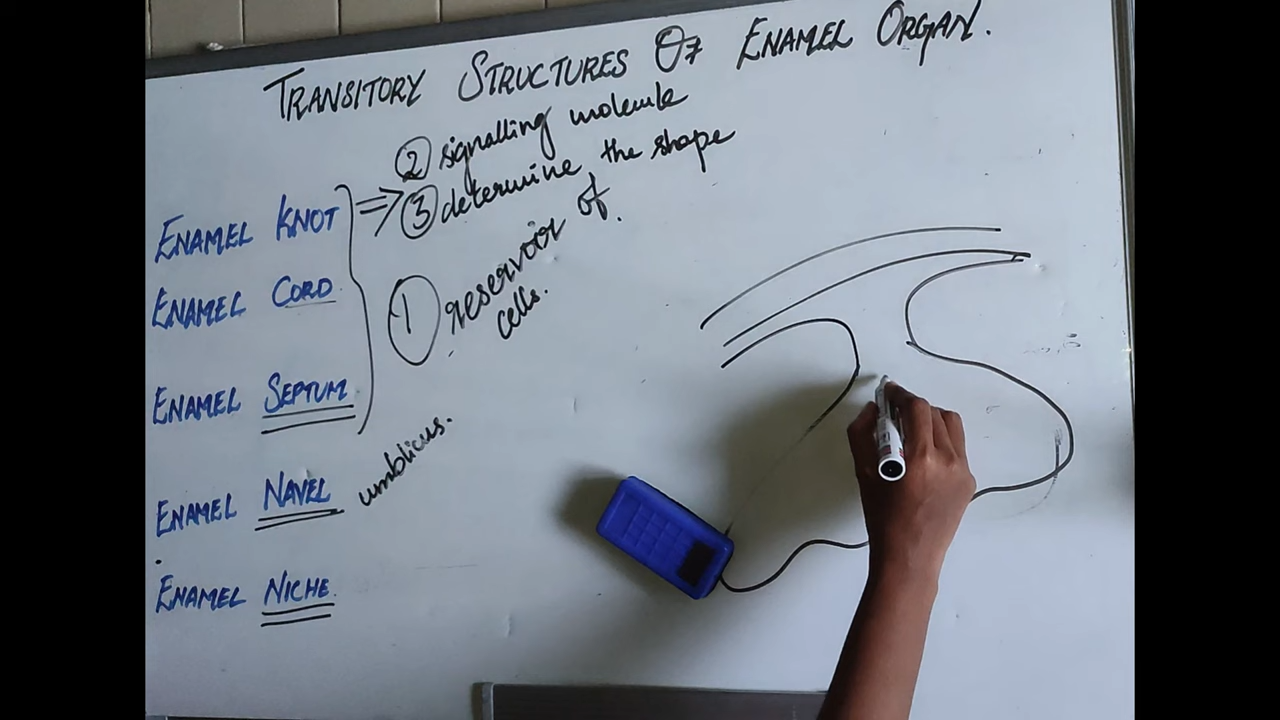 TRANSITORY STRUCTURES OF ENAMEL ORGAN.
② signalling molecule
ENAMEL KNOT ⇒ ③ determine the shape
ENAMEL CORD
① reservoir of
cells.
ENAMEL SEPTUM
ENAMEL NAVEL umblicus.
ENAMEL NICHE